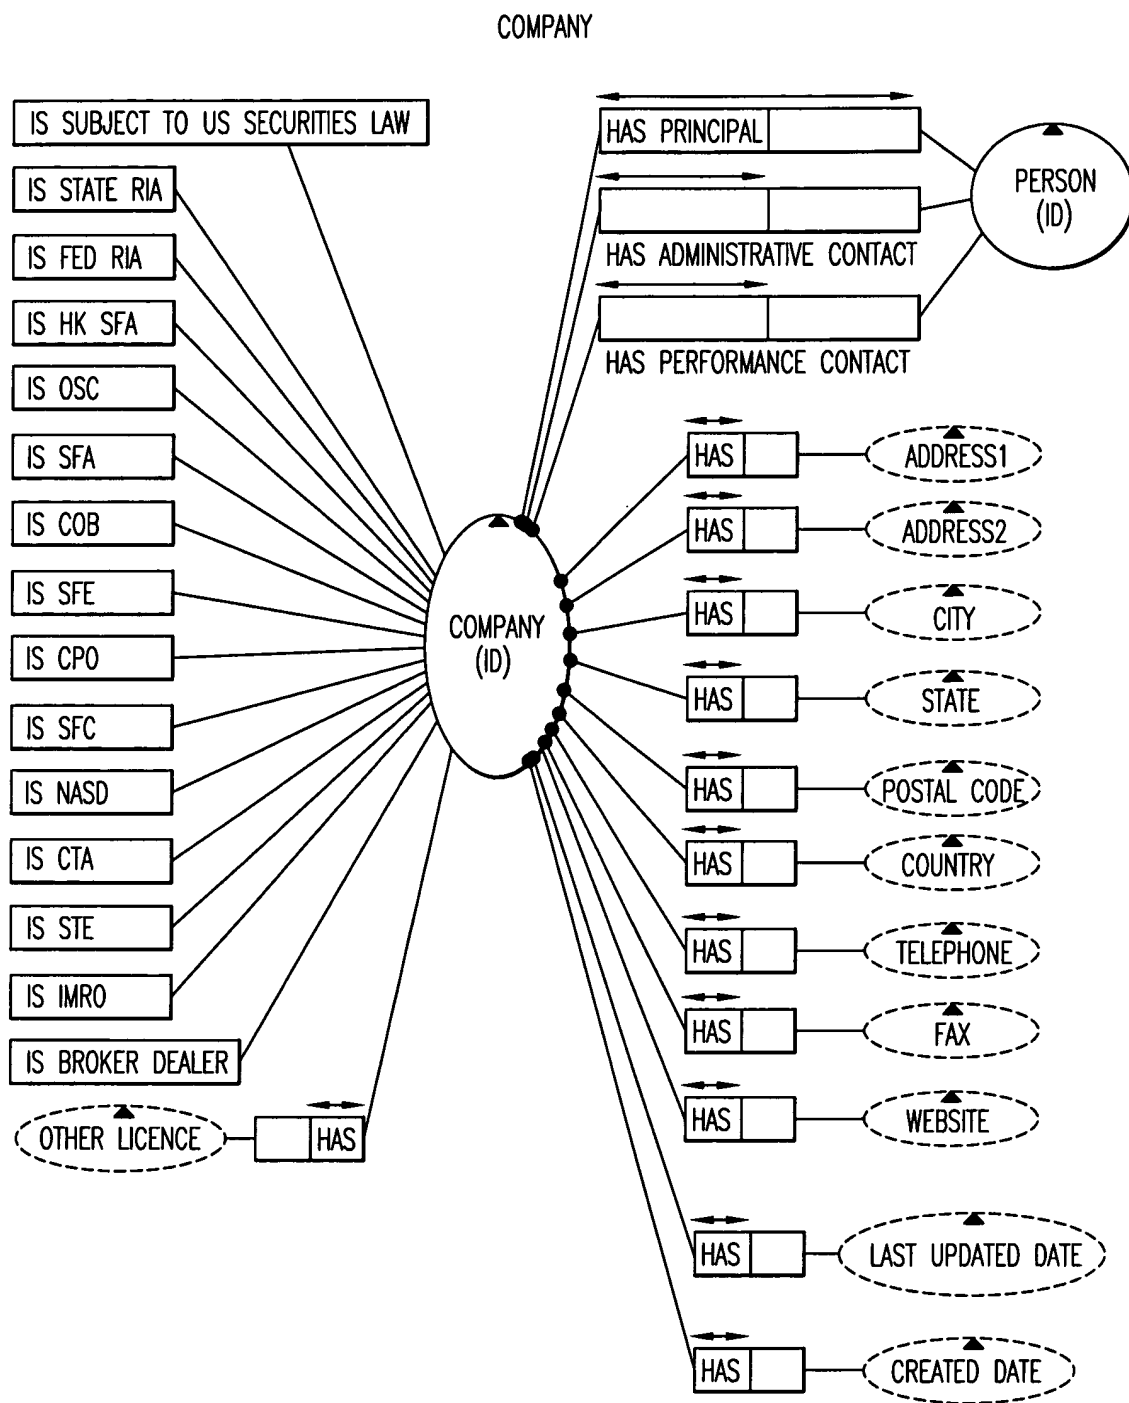 COMPANY
IS SUBJECT TO US SECURITIES LAW
IS STATE RIA
IS FED RIA
IS HK SFA
IS OSC
IS SFA
IS COB
IS SFE
IS CPO
IS SFC
IS NASD
IS CTA
IS STE
IS IMRO
IS BROKER DEALER
OTHER LICENCE
HAS
COMPANY
(ID)
HAS PRINCIPAL
HAS ADMINISTRATIVE CONTACT
HAS PERFORMANCE CONTACT
PERSON
(ID)
HAS
ADDRESS1
HAS
ADDRESS2
HAS
CITY
HAS
STATE
HAS
POSTAL CODE
HAS
COUNTRY
HAS
TELEPHONE
HAS
FAX
HAS
WEBSITE
HAS
LAST UPDATED DATE
HAS
CREATED DATE